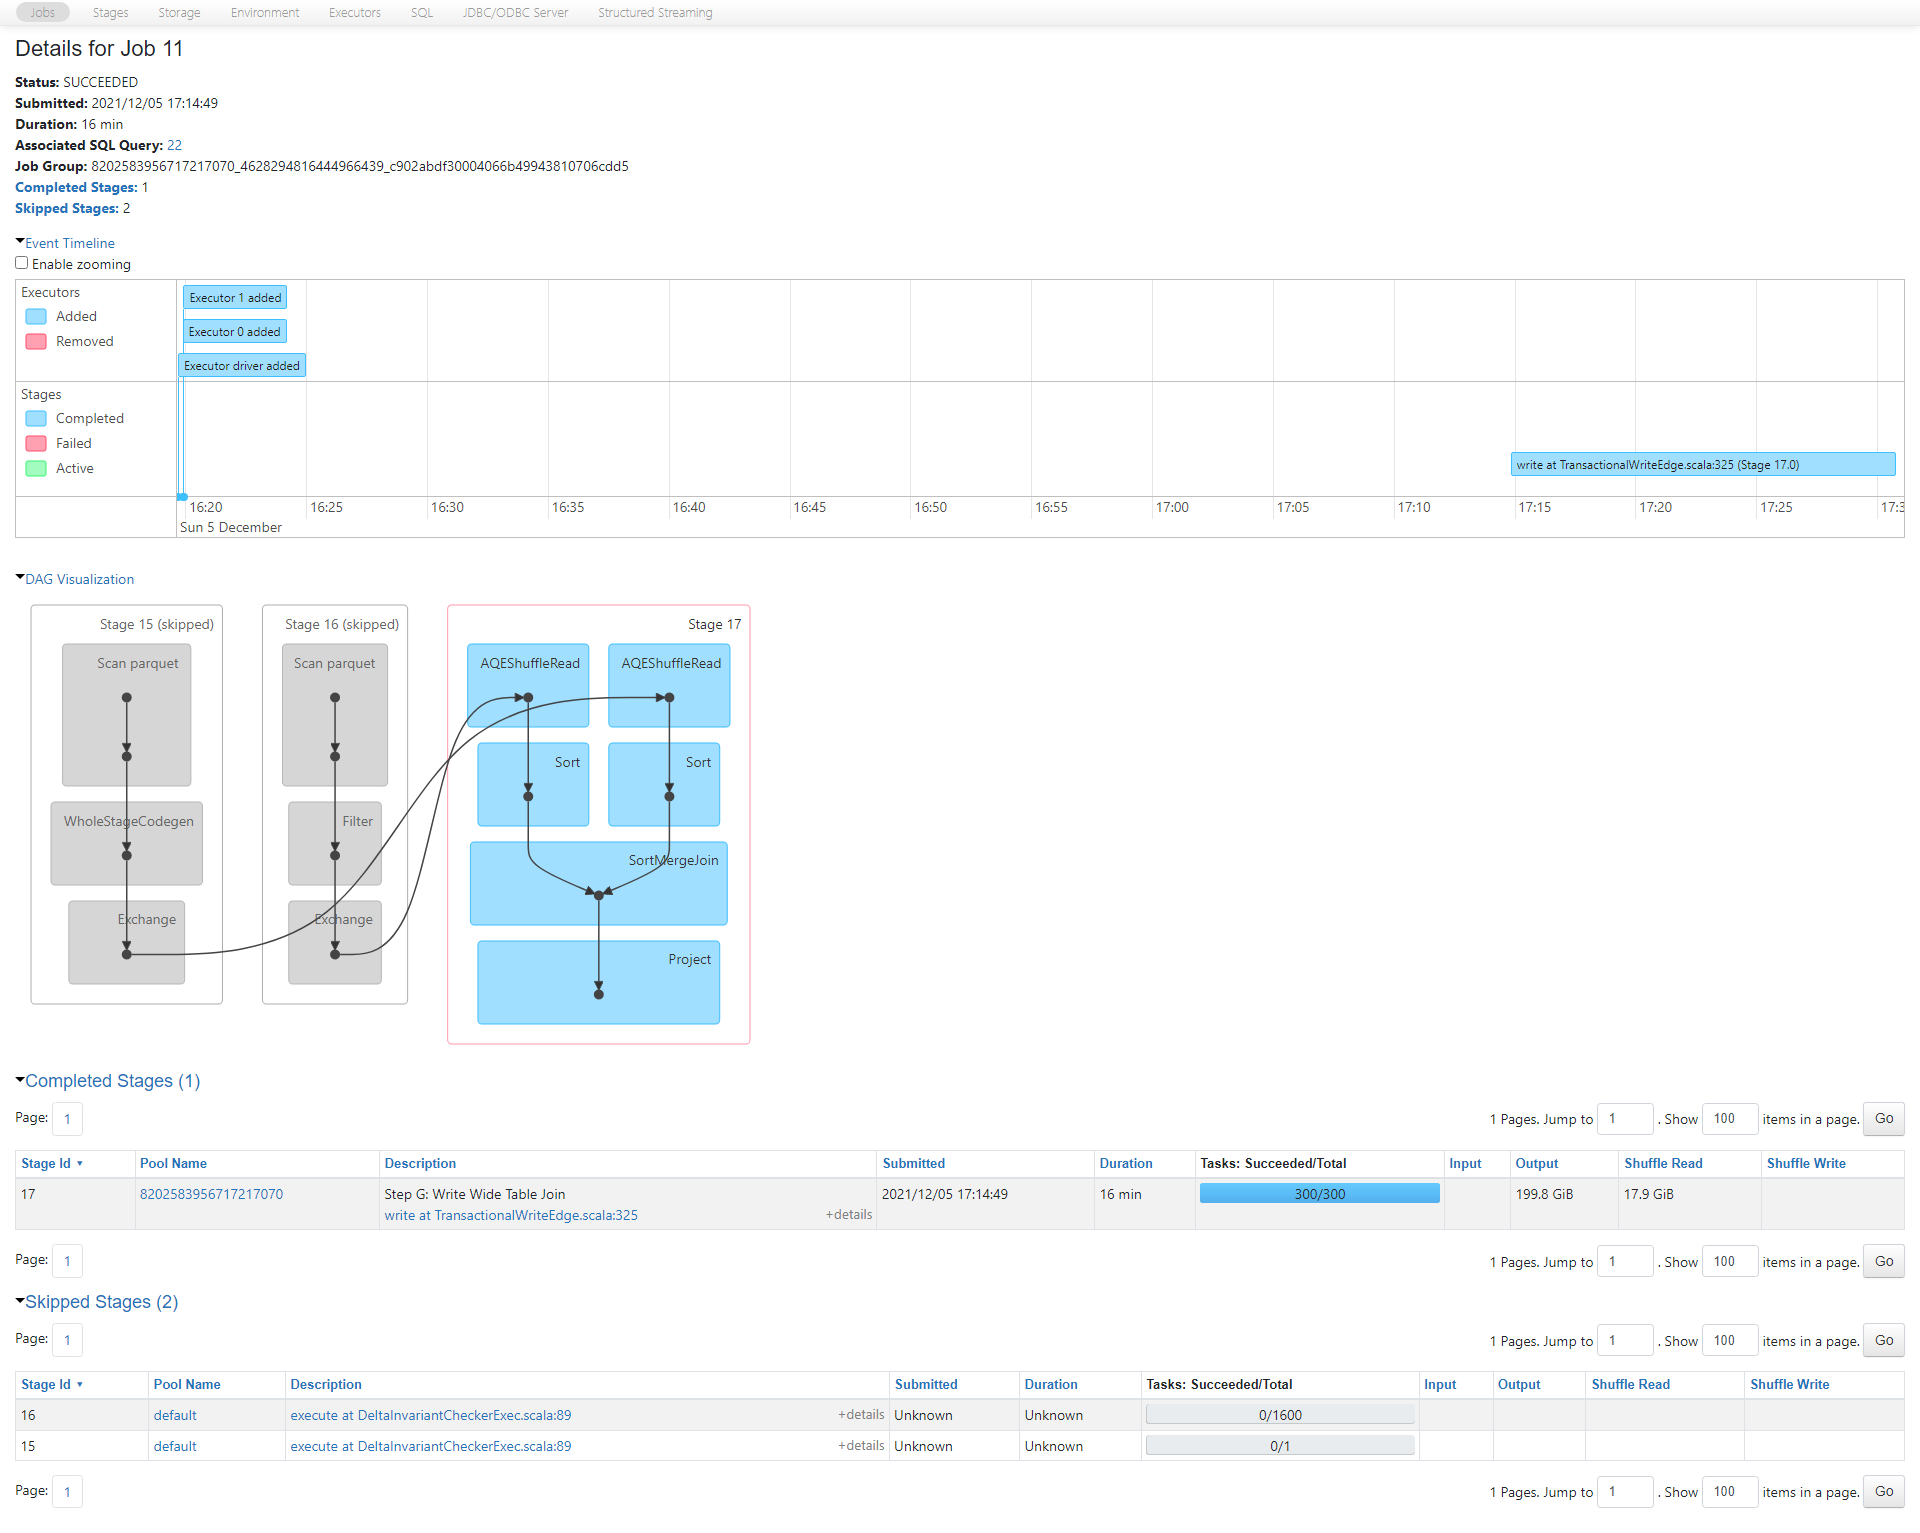 Jobs Stages Storage Environment Executors SQL JDBC/ODBC Server Structured Streaming
Details for Job 11
Status: SUCCEEDED
Submitted: 2021/12/05 17:14:49
Duration: 16 min
Associated SQL Query: 22
Job Group: 8202583956717217070_4628294816444966439_c902abdf30004066b49943810706cdd5
Completed Stages: 1
Skipped Stages: 2
Event Timeline
Enable zooming
Executors
Added
Removed
Executor 1 added
Executor 0 added
Executor driver added
Stages
Completed
Failed
Active
write at TransactionalWriteEdge.scala:325 (Stage 17.0)
16:20 16:25 16:30 16:35 16:40 16:45 16:50 16:55 17:00 17:05 17:10 17:15 17:20 17:25 17:3
Sun 5 December
DAG Visualization
Stage 15 (skipped)
Scan parquet
WholeStageCodegen
Exchange
Stage 16 (skipped)
Scan parquet
Filter
Exchange
Stage 17
AQEShuffleRead AQEShuffleRead
Sort Sort
SortMergeJoin
Project
Completed Stages (1)
Page: 1 1 Pages. Jump to 1 . Show 100 items in a page. Go
Stage Id ▾ Pool Name Description Submitted Duration Tasks: Succeeded/Total Input Output Shuffle Read Shuffle Write
17 8202583956717217070 Step G: Write Wide Table Join 2021/12/05 17:14:49 16 min 300/300 199.8 GiB 17.9 GiB
write at TransactionalWriteEdge.scala:325 +details
Page: 1 1 Pages. Jump to 1 . Show 100 items in a page. Go
Skipped Stages (2)
Page: 1 1 Pages. Jump to 1 . Show 100 items in a page. Go
Stage Id ▾ Pool Name Description Submitted Duration Tasks: Succeeded/Total Input Output Shuffle Read Shuffle Write
16 default execute at DeltaInvariantCheckerExec.scala:89 +details Unknown Unknown 0/1600
15 default execute at DeltaInvariantCheckerExec.scala:89 +details Unknown Unknown 0/1
Page: 1 1 Pages. Jump to 1 . Show 100 items in a page. Go